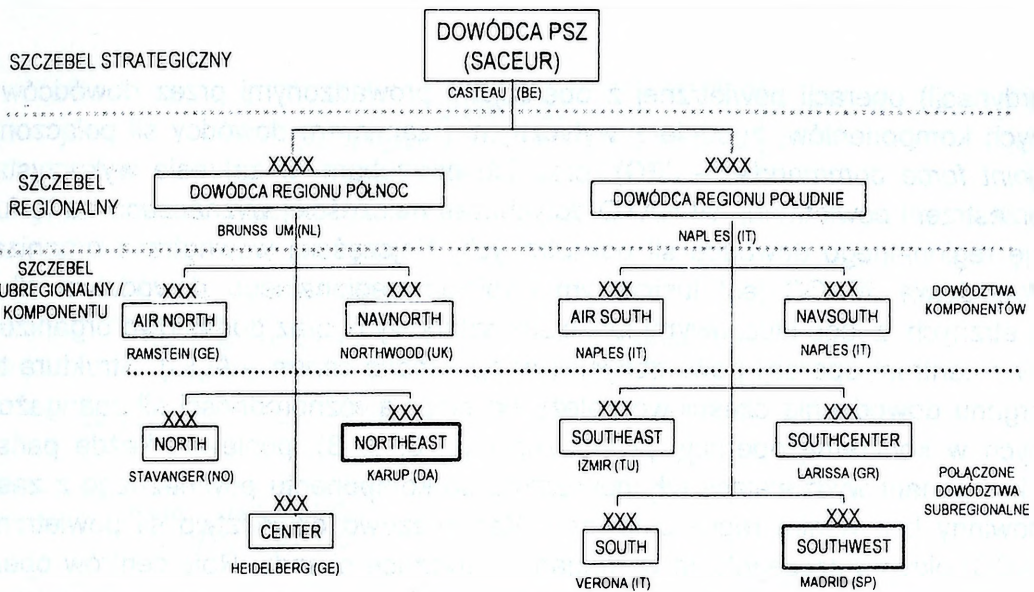 DOWÓDCA PSZ
(SACEUR)
SZCZEBEL STRATEGICZNY
CASTEAU (BE)
XXXX
XXXX
SZCZEBEL
REGIONALNY
DOWÓDCA REGIONU PÓŁNOC
DOWÓDCA REGIONU POŁUDNIE
BRUNSS UM (NL)
NAPLES (IT)
SZCZEBEL
UBREGIONALNY /
KOMPONENTU
XXX
XXX
XXX
XXX
AIR NORTH
NAVNORTH
AIR SOUTH
NAVSOUTH
DOWÓDZTWA
KOMPONENTÓW
RAMSTEIN (GE)
NORTHWOOD (UK)
NAPLES (IT)
NAPLES (IT)
XXX
XXX
XXX
XXX
NORTH
NORTHEAST
SOUTHEAST
SOUTHCENTER
STAVANGER (NO)
KARUP (DA)
IZMIR (TU)
LARISSA (GR)
POŁĄCZONE
DOWÓDZTWA
SUBREGIONALNE
XXX
XXX
XXX
CENTER
SOUTH
SOUTHWEST
HEIDELBERG (GE)
VERONA (IT)
MADRID (SP)